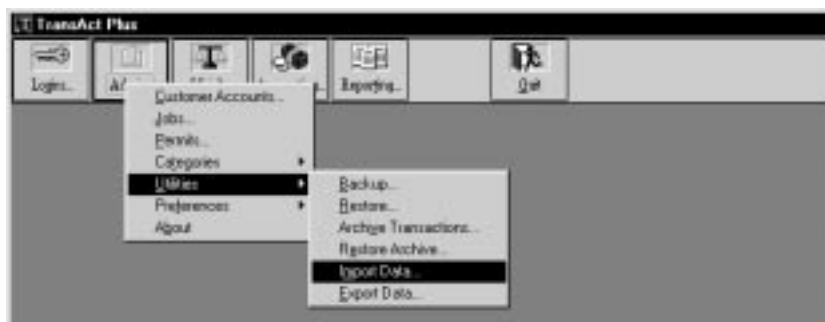 TransAct Plus
Logins...
Reporting...
Quit
Customer Accounts...
Jobs...
Permits...
Categories
Utilities
Preferences
About
Backup...
Restore...
Archive Transactions...
Restore Archive...
Import Data...
Export Data...